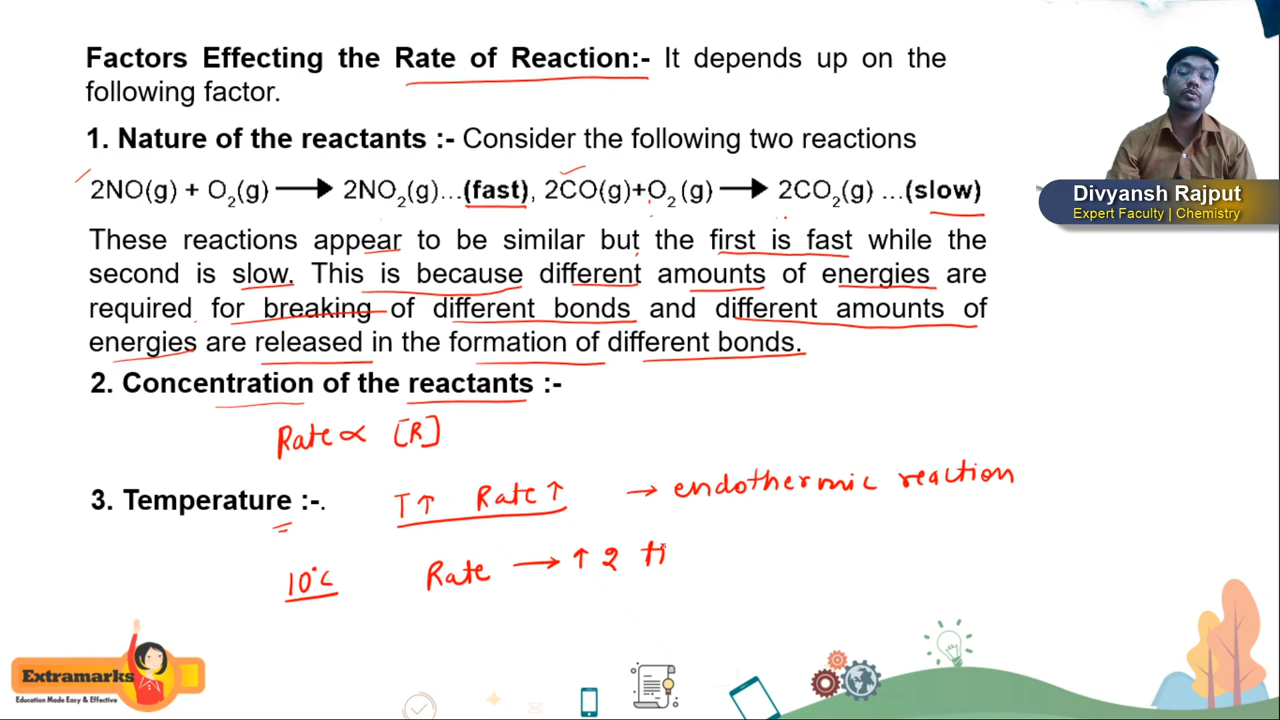 Factors Effecting the Rate of Reaction:- It depends up on the
following factor.
1. Nature of the reactants :- Consider the following two reactions
2NO(g) + O₂(g) ⟶ 2NO₂(g)...(fast), 2CO(g)+O₂ (g) ⟶ 2CO₂(g) ...(slow)
These reactions appear to be similar but the first is fast while the
second is slow. This is because different amounts of energies are
required for breaking of different bonds and different amounts of
energies are released in the formation of different bonds.
2. Concentration of the reactants :-
Rate ∝ [R]
3. Temperature :-. T↑ Rate ↑ → endothermic reaction
10°C Rate → ↑ 2 ti
Divyansh Rajput
Expert Faculty | Chemistry
Extramarks
Education Made Easy & Effective